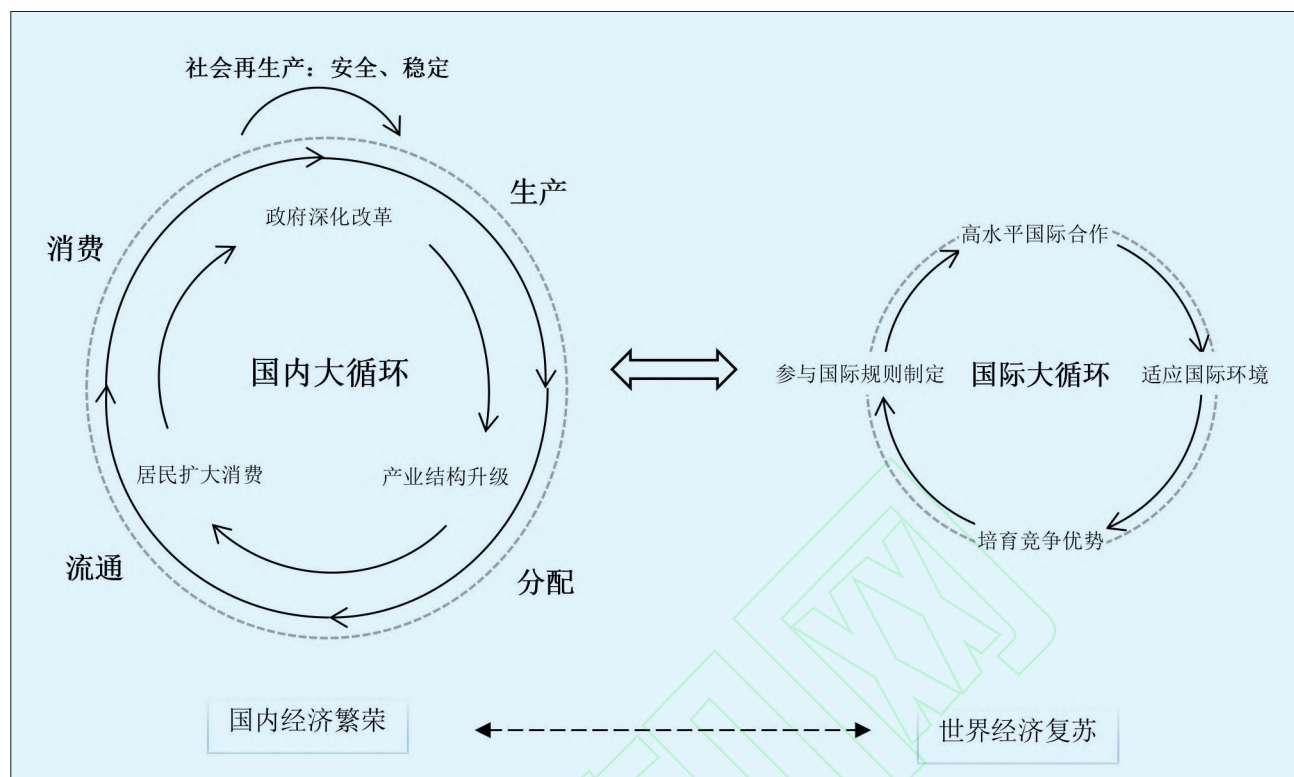 社会再生产：安全、稳定
生产
政府深化改革
消费
高水平国际合作
国内大循环
参与国际规则制定
国际大循环
适应国际环境
居民扩大消费
产业结构升级
培育竞争优势
流通
分配
国内经济繁荣
世界经济复苏